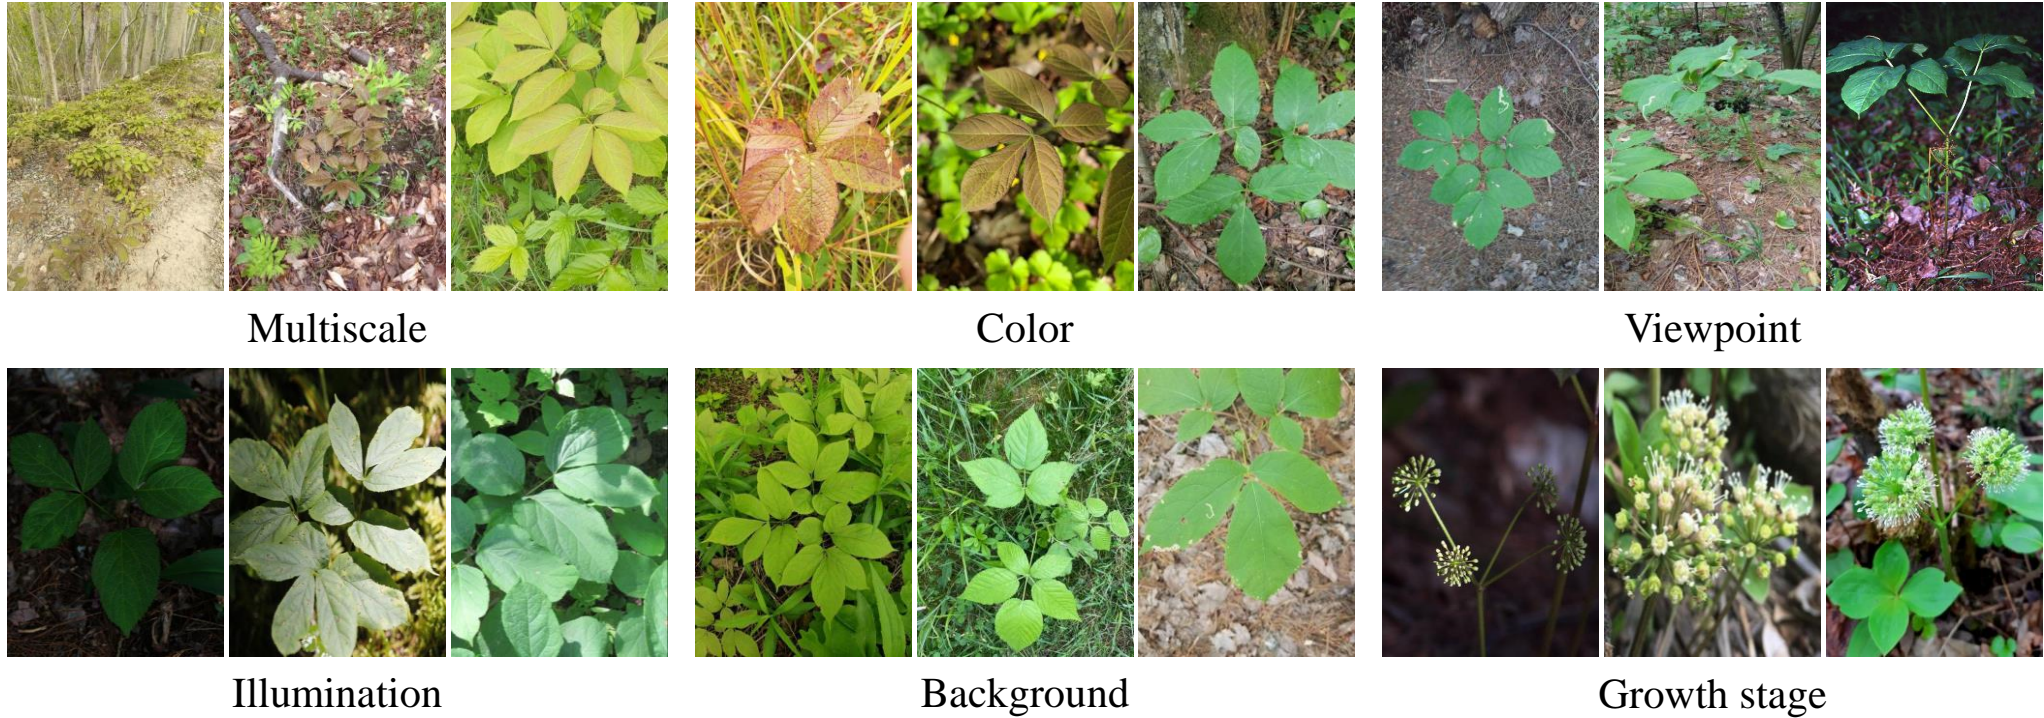 Multiscale
Color
Viewpoint
Illumination
Background
Growth stage